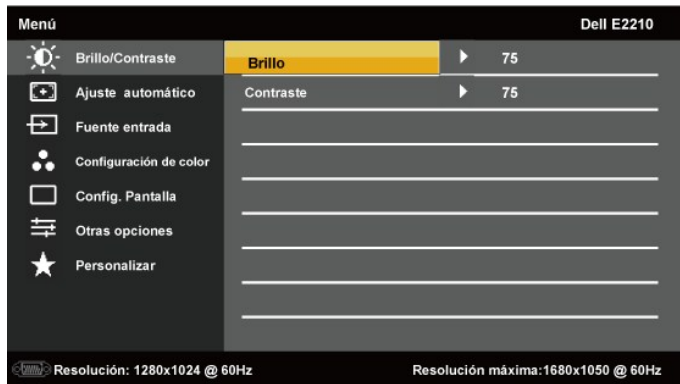 Menú Dell E2210
Brillo/Contraste Brillo 75
Ajuste automático Contraste 75
Fuente entrada
Configuración de color
Config. Pantalla
Otras opciones
Personalizar
Resolución: 1280x1024 @ 60Hz Resolución máxima:1680x1050 @ 60Hz